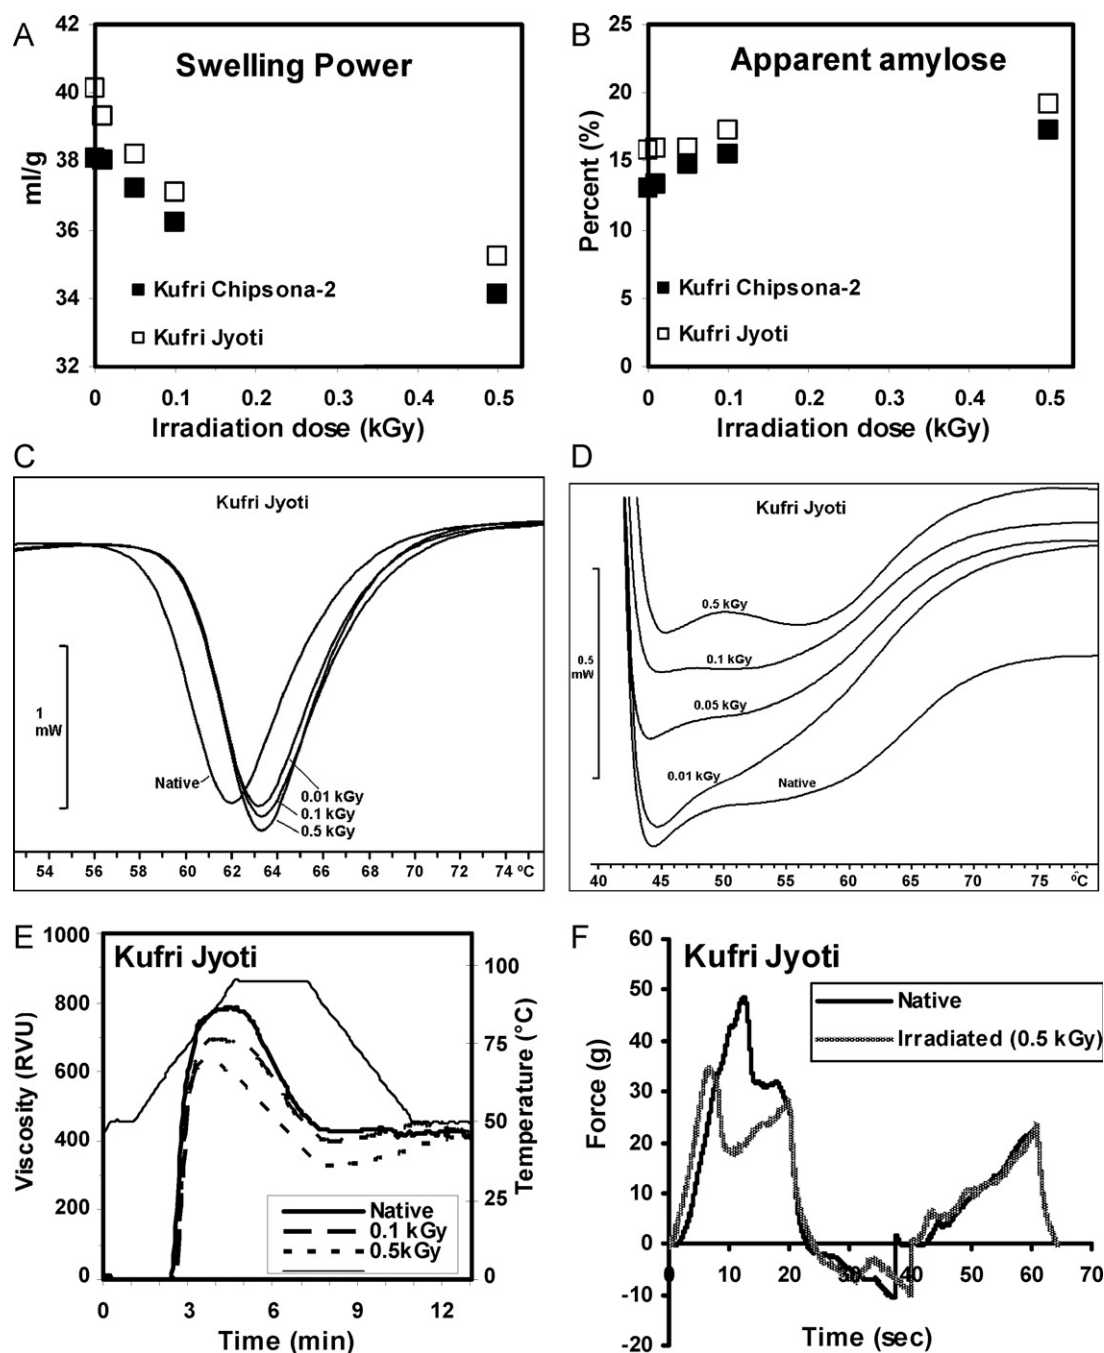 A
Swelling Power
42
40
38
36
34
32
ml/g
Kufri Chipsona-2
Kufri Jyoti
0 0.1 0.2 0.3 0.4 0.5
Irradiation dose (kGy)
B
Apparent amylose
25
20
15
10
5
0
Percent (%)
Kufri Chipsona-2
Kufri Jyoti
0 0.1 0.2 0.3 0.4 0.5
Irradiation dose (kGy)
C
Kufri Jyoti
1
mW
Native
0.01 kGy
0.1 kGy
0.5 kGy
54 56 58 60 62 64 66 68 70 72 74 ºC
D
Kufri Jyoti
0.5 kGy
0.5
mW
0.1 kGy
0.05 kGy
0.01 kGy
Native
40 45 50 55 60 65 70 75 °C
E
Kufri Jyoti
1000
800
600
400
200
0
Viscosity (RVU)
100
75
50
25
0
Temperature (°C)
Native
0.1 kGy
0.5kGy
0 3 6 9 12
Time (min)
F
Kufri Jyoti
60
50
40
30
20
10
0
-10
-20
Force (g)
Native
Irradiated (0.5 kGy)
0 10 20 30 40 50 60 70
Time (sec)